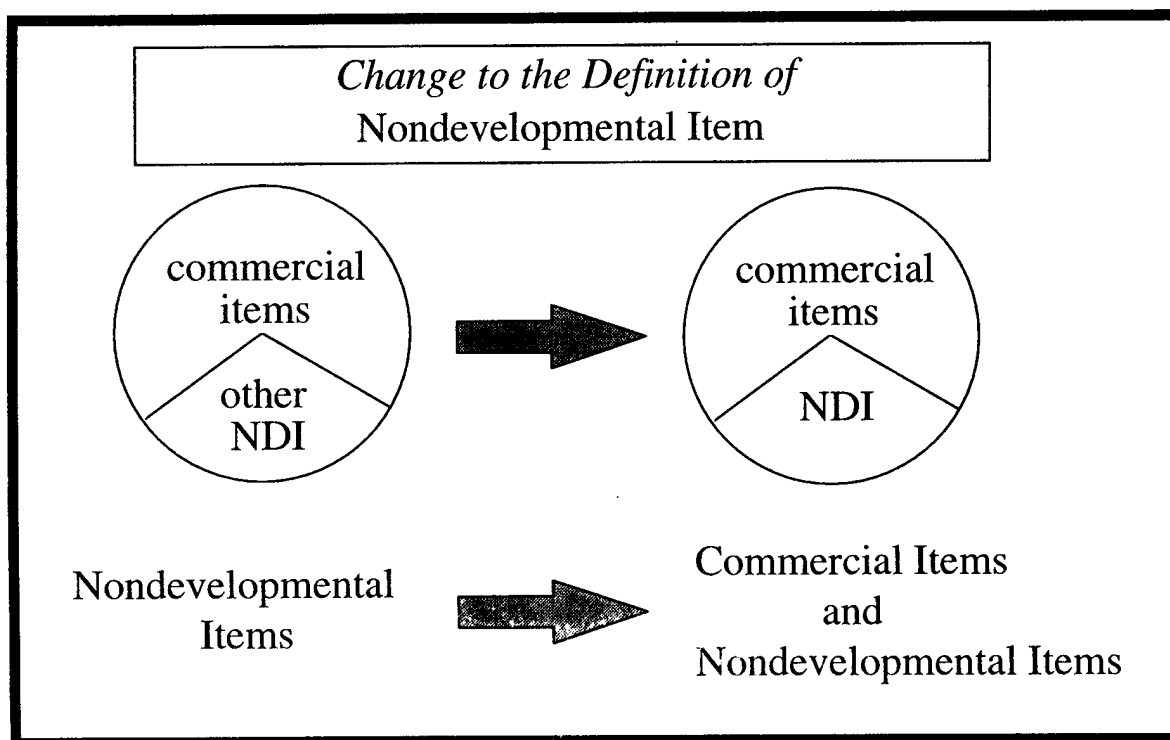 Change to the Definition of
Nondevelopmental Item
commercial
items
other
NDI
commercial
items
NDI
Nondevelopmental
Items
Commercial Items
and
Nondevelopmental Items